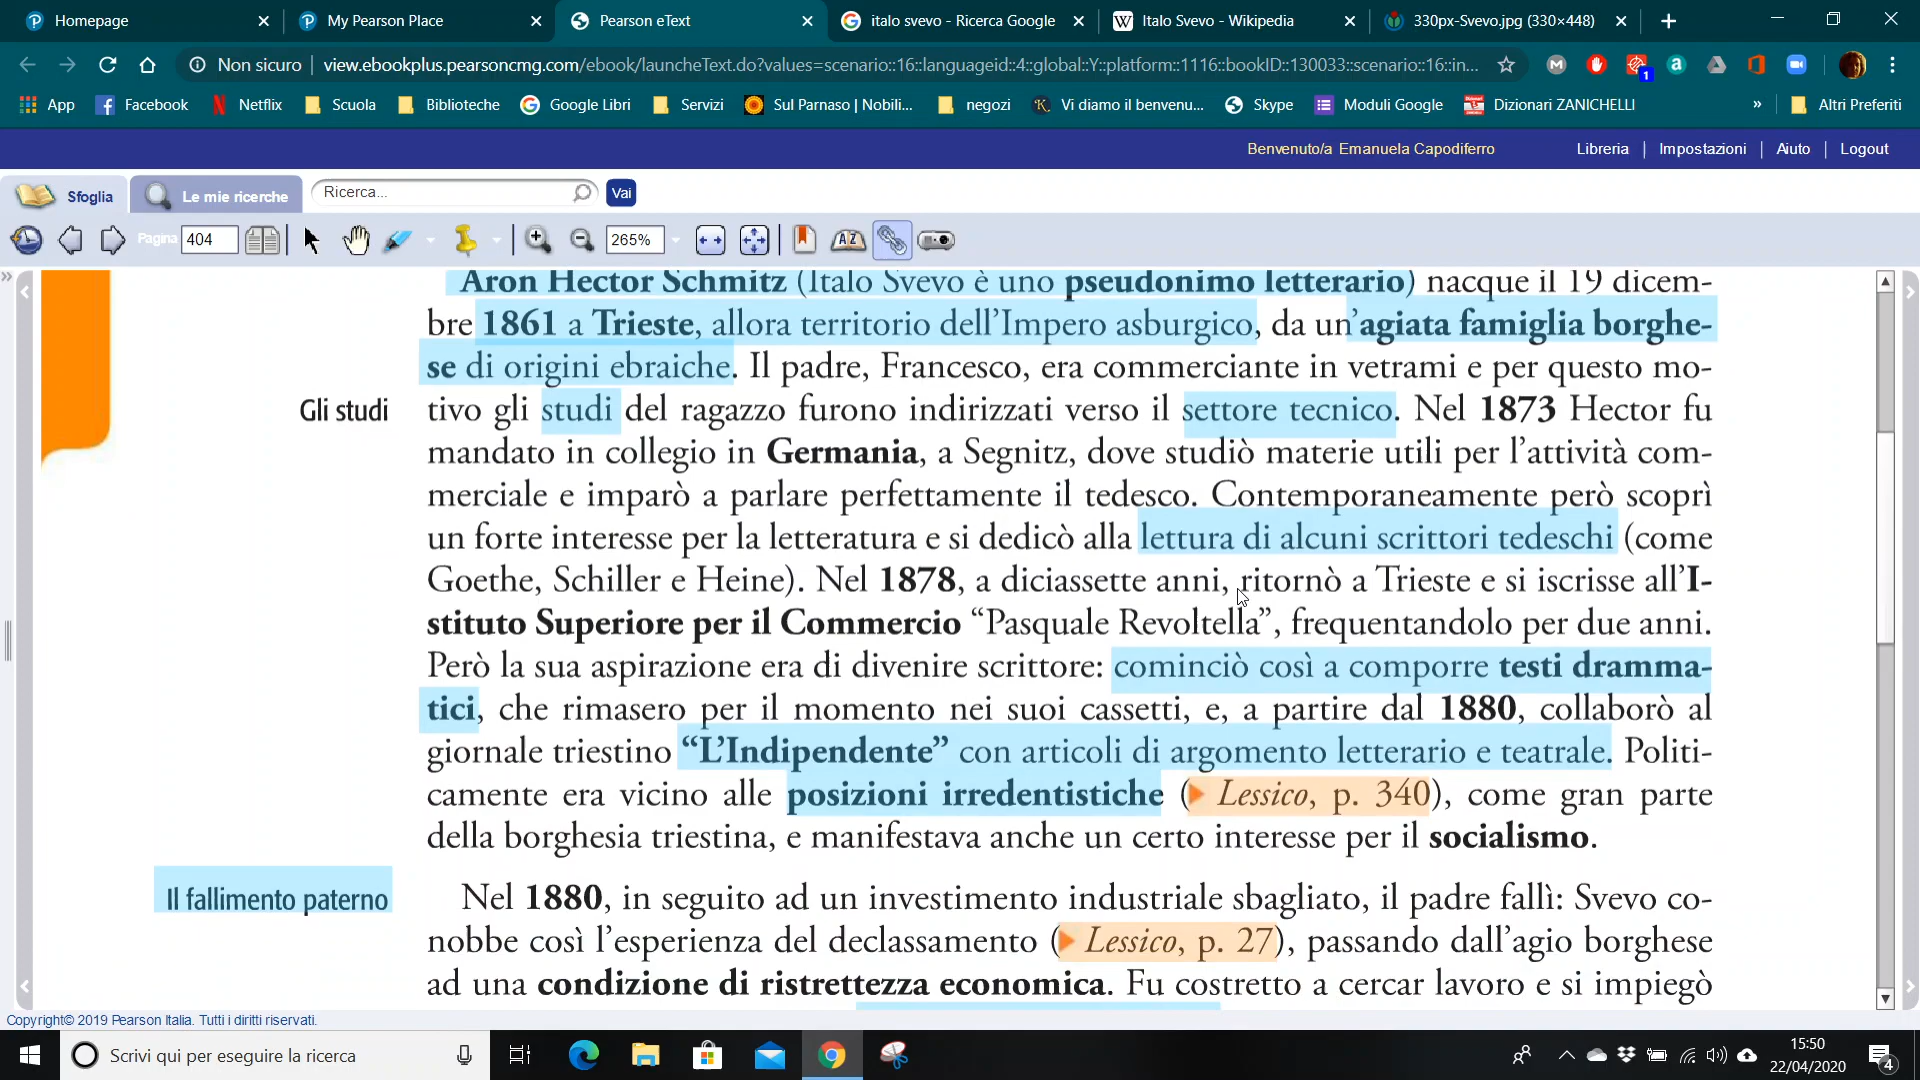 Homepage
My Pearson Place
Pearson eText
italo svevo - Ricerca Google
Italo Svevo - Wikipedia
330px-Svevo.jpg (330×448)
Non sicuro
view.ebookplus.pearsoncmg.com/ebook/launcheText.do?values=scenario::16::languageid::4::global::Y::platform::1116::bookID::130033::scenario::16::in...
1
App
Facebook
Netflix
Scuola
Biblioteche
Google Libri
Servizi
Sul Parnaso | Nobili...
negozi
Vi diamo il benvenu...
Skype
Moduli Google
Dizionari ZANICHELLI
»
Altri Preferiti
Benvenuto/a Emanuela Capodiferro
Libreria | Impostazioni | Aiuto | Logout
Sfoglia
Le mie ricerche
Ricerca...
Vai
Pagina 404
265%
A Z
Aron Hector Schmitz (Italo Svevo è uno pseudonimo letterario) nacque il 19 dicem-
bre 1861 a Trieste, allora territorio dell'Impero asburgico, da un'agiata famiglia borghe-
se di origini ebraiche. Il padre, Francesco, era commerciante in vetrami e per questo mo-
Gli studi
tivo gli studi del ragazzo furono indirizzati verso il settore tecnico. Nel 1873 Hector fu
mandato in collegio in Germania, a Segnitz, dove studiò materie utili per l'attività com-
merciale e imparò a parlare perfettamente il tedesco. Contemporaneamente però scoprì
un forte interesse per la letteratura e si dedicò alla lettura di alcuni scrittori tedeschi (come
Goethe, Schiller e Heine). Nel 1878, a diciassette anni, ritornò a Trieste e si iscrisse all'I-
stituto Superiore per il Commercio “Pasquale Revoltella”, frequentandolo per due anni.
Però la sua aspirazione era di divenire scrittore: cominciò così a comporre testi dramma-
tici, che rimasero per il momento nei suoi cassetti, e, a partire dal 1880, collaborò al
giornale triestino “L'Indipendente” con articoli di argomento letterario e teatrale. Politi-
camente era vicino alle posizioni irredentistiche (▶ Lessico, p. 340), come gran parte
della borghesia triestina, e manifestava anche un certo interesse per il socialismo.
Il fallimento paterno
Nel 1880, in seguito ad un investimento industriale sbagliato, il padre fallì: Svevo co-
nobbe così l'esperienza del declassamento (▶ Lessico, p. 27), passando dall'agio borghese
ad una condizione di ristrettezza economica. Fu costretto a cercar lavoro e si impiegò
Copyright© 2019 Pearson Italia. Tutti i diritti riservati.
Scrivi qui per eseguire la ricerca
15:50
22/04/2020
4